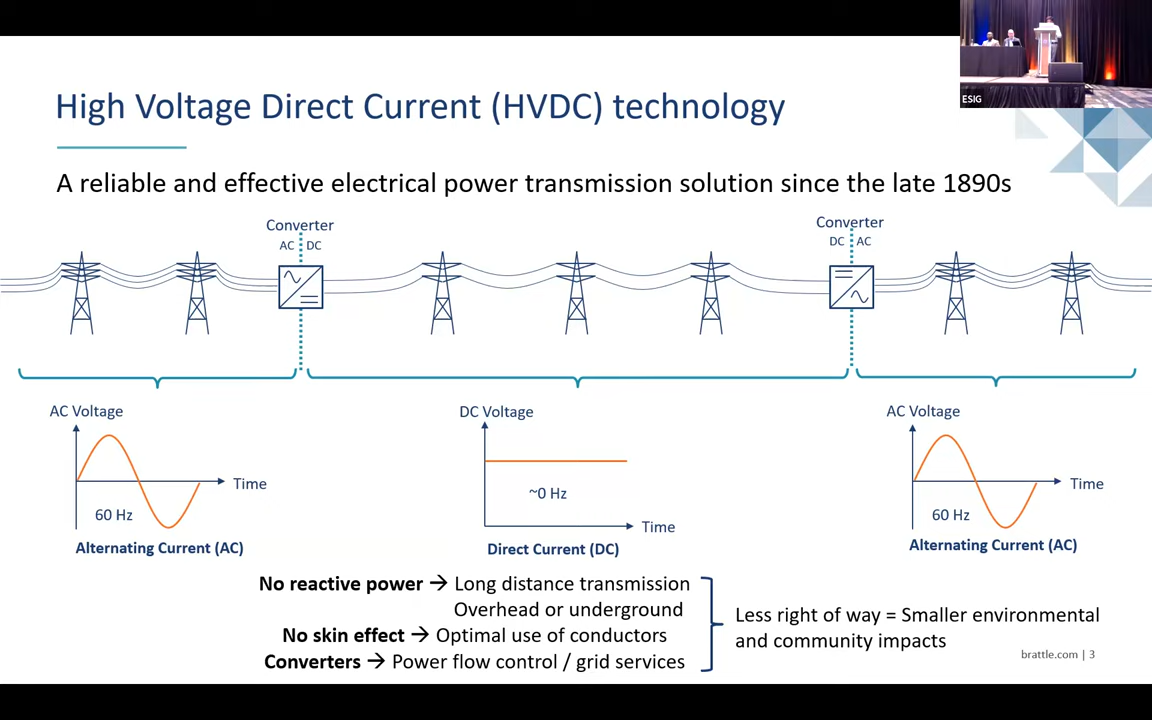 ESIG
High Voltage Direct Current (HVDC) technology
A reliable and effective electrical power transmission solution since the late 1890s
Converter
AC DC
Converter
DC AC
AC Voltage
Time
60 Hz
Alternating Current (AC)
DC Voltage
~0 Hz
Time
Direct Current (DC)
AC Voltage
Time
60 Hz
Alternating Current (AC)
No reactive power → Long distance transmission
Overhead or underground
No skin effect → Optimal use of conductors
Converters → Power flow control / grid services
Less right of way = Smaller environmental
and community impacts
brattle.com | 3